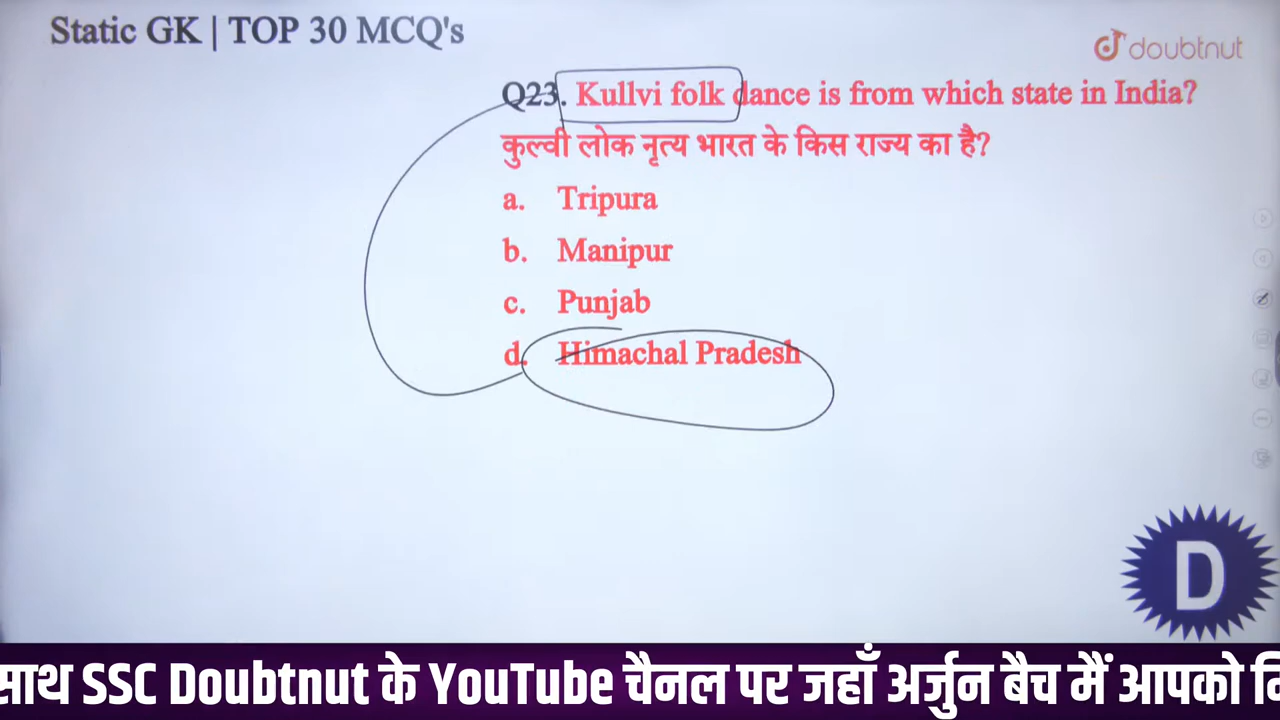 Static GK | TOP 30 MCQ's
doubtnut
Q23. Kullvi folk dance is from which state in India?
कुल्वी लोक नृत्य भारत के किस राज्य का है?
a. Tripura
b. Manipur
c. Punjab
d. Himachal Pradesh
D
साथ SSC Doubtnut के YouTube चैनल पर जहाँ अर्जुन बैच मैं आपको